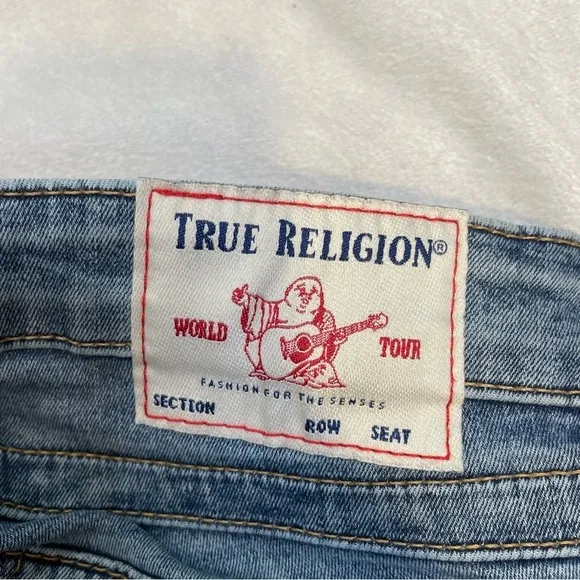 TRUE RELIGION®
WORLD TOUR
FASHION FOR THE SENSES
SECTION ROW SEAT